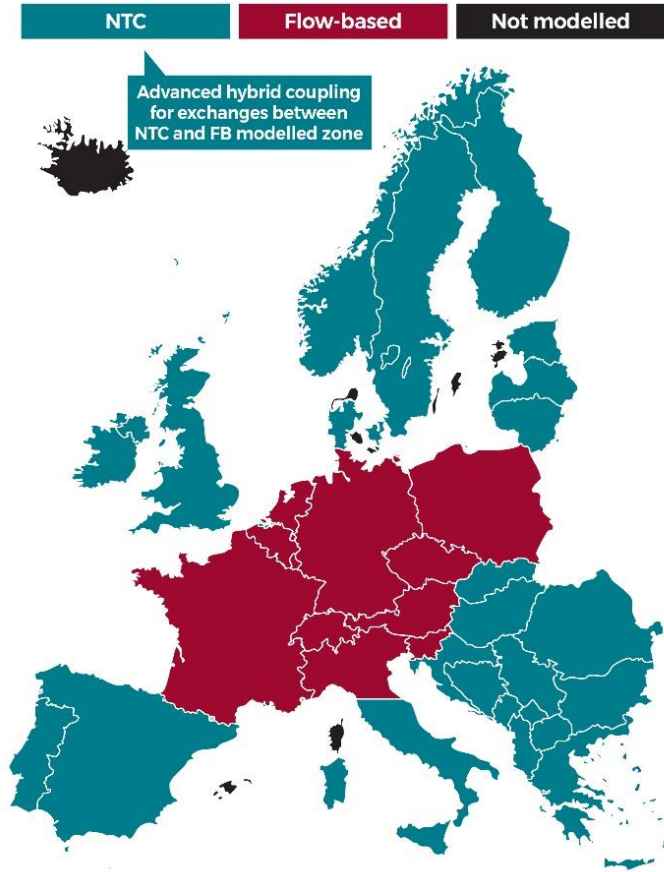 NTC
Flow-based
Not modelled
Advanced hybrid coupling
for exchanges between
NTC and FB modelled zone